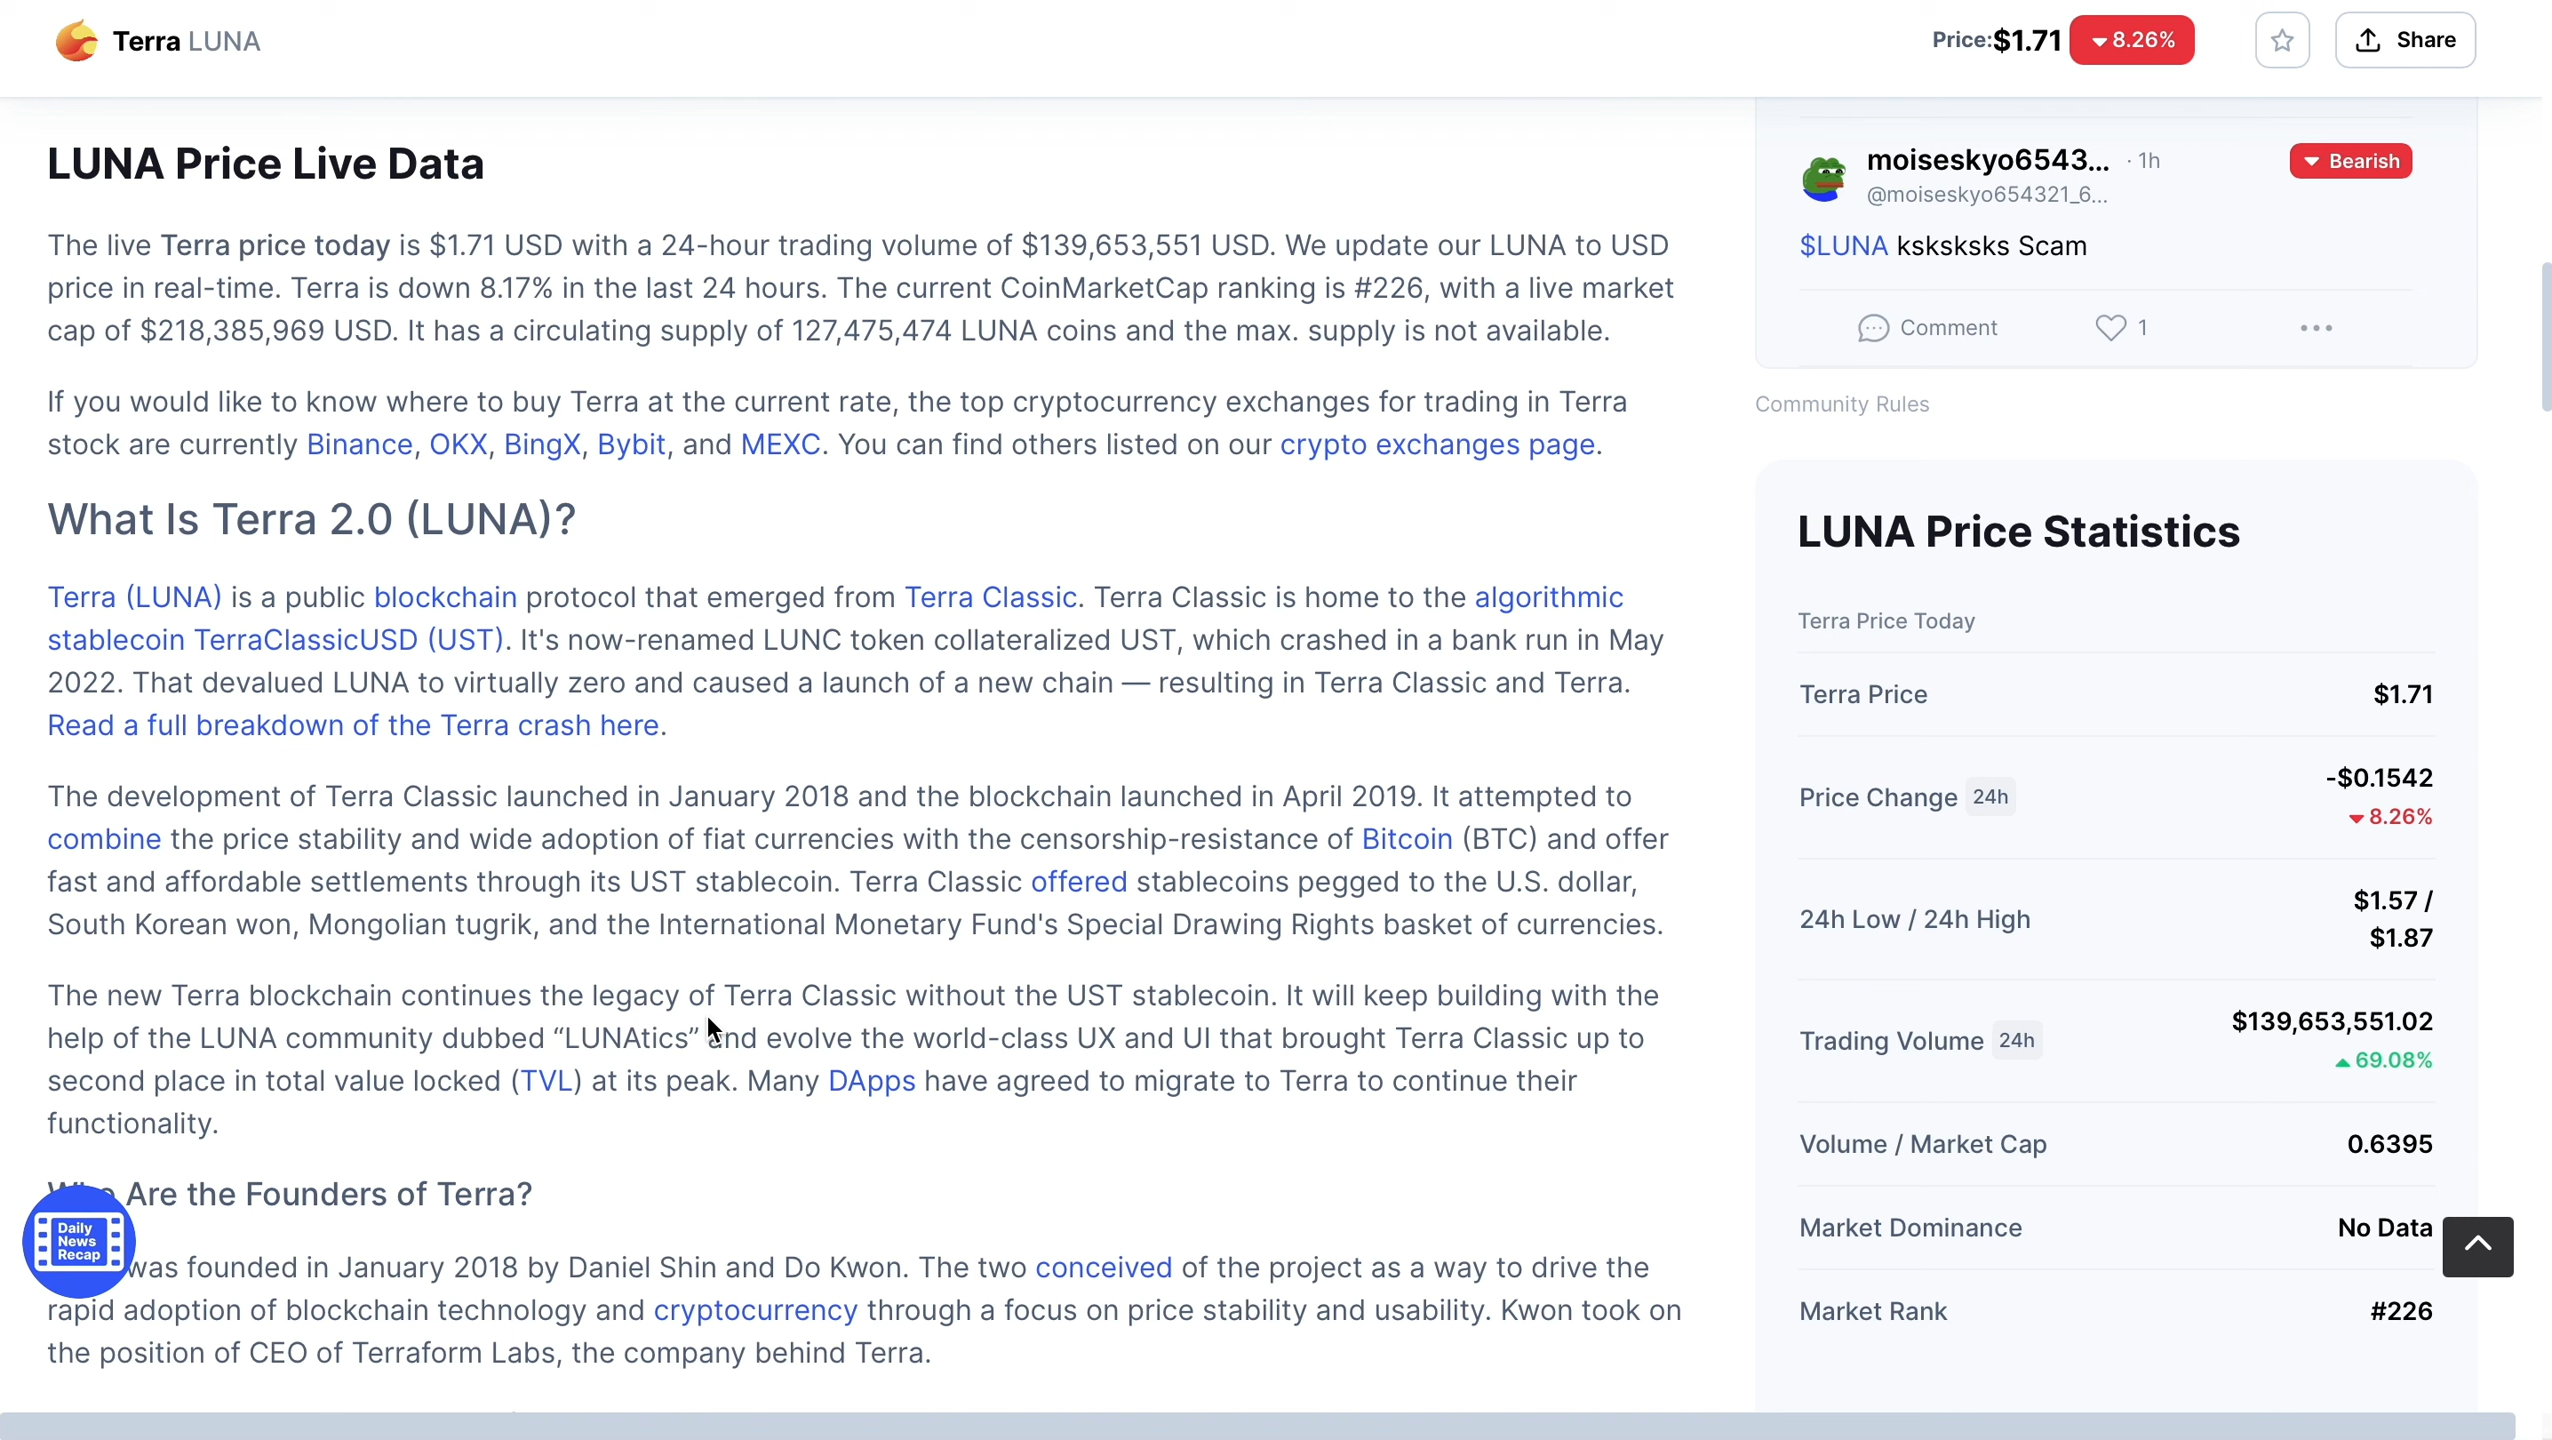 Terra LUNA
Price:$1.71 8.26%
Share
LUNA Price Live Data
The live Terra price today is $1.71 USD with a 24-hour trading volume of $139,653,551 USD. We update our LUNA to USD
price in real-time. Terra is down 8.17% in the last 24 hours. The current CoinMarketCap ranking is #226, with a live market
cap of $218,385,969 USD. It has a circulating supply of 127,475,474 LUNA coins and the max. supply is not available.
If you would like to know where to buy Terra at the current rate, the top cryptocurrency exchanges for trading in Terra
stock are currently Binance, OKX, BingX, Bybit, and MEXC. You can find others listed on our crypto exchanges page.
What Is Terra 2.0 (LUNA)?
Terra (LUNA) is a public blockchain protocol that emerged from Terra Classic. Terra Classic is home to the algorithmic
stablecoin TerraClassicUSD (UST). It's now-renamed LUNC token collateralized UST, which crashed in a bank run in May
2022. That devalued LUNA to virtually zero and caused a launch of a new chain — resulting in Terra Classic and Terra.
Read a full breakdown of the Terra crash here.
The development of Terra Classic launched in January 2018 and the blockchain launched in April 2019. It attempted to
combine the price stability and wide adoption of fiat currencies with the censorship-resistance of Bitcoin (BTC) and offer
fast and affordable settlements through its UST stablecoin. Terra Classic offered stablecoins pegged to the U.S. dollar,
South Korean won, Mongolian tugrik, and the International Monetary Fund's Special Drawing Rights basket of currencies.
The new Terra blockchain continues the legacy of Terra Classic without the UST stablecoin. It will keep building with the
help of the LUNA community dubbed “LUNAtics” and evolve the world-class UX and UI that brought Terra Classic up to
second place in total value locked (TVL) at its peak. Many DApps have agreed to migrate to Terra to continue their
functionality.
Who Are the Founders of Terra?
was founded in January 2018 by Daniel Shin and Do Kwon. The two conceived of the project as a way to drive the
rapid adoption of blockchain technology and cryptocurrency through a focus on price stability and usability. Kwon took on
the position of CEO of Terraform Labs, the company behind Terra.
Daily
News
Recap
moiseskyo6543... · 1h
Bearish
@moiseskyo654321_6...
$LUNA ksksksks Scam
Comment
1
Community Rules
LUNA Price Statistics
Terra Price Today
Terra Price $1.71
Price Change 24h
-$0.1542
8.26%
24h Low / 24h High
$1.57 /
$1.87
Trading Volume 24h
$139,653,551.02
69.08%
Volume / Market Cap 0.6395
Market Dominance No Data
Market Rank #226